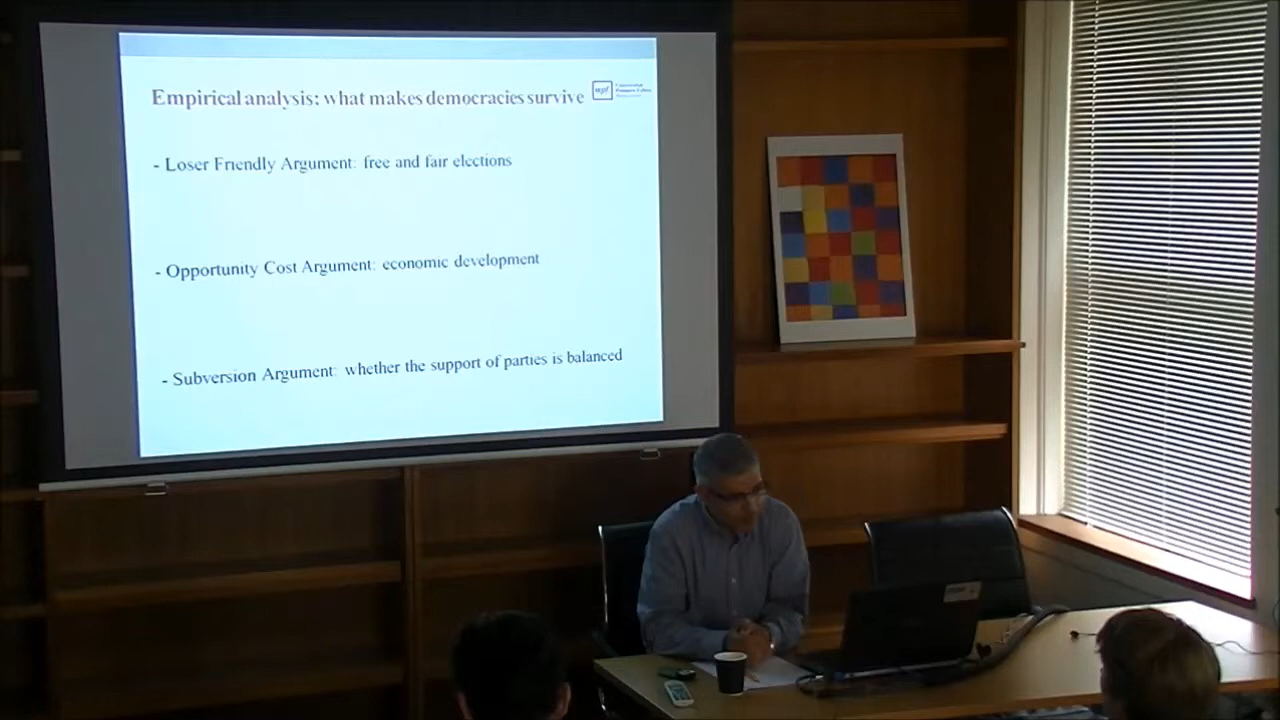 Empirical analysis: what makes democracies survive
upf
- Loser Friendly Argument: free and fair elections
- Opportunity Cost Argument: economic development
- Subversion Argument: whether the support of parties is balanced